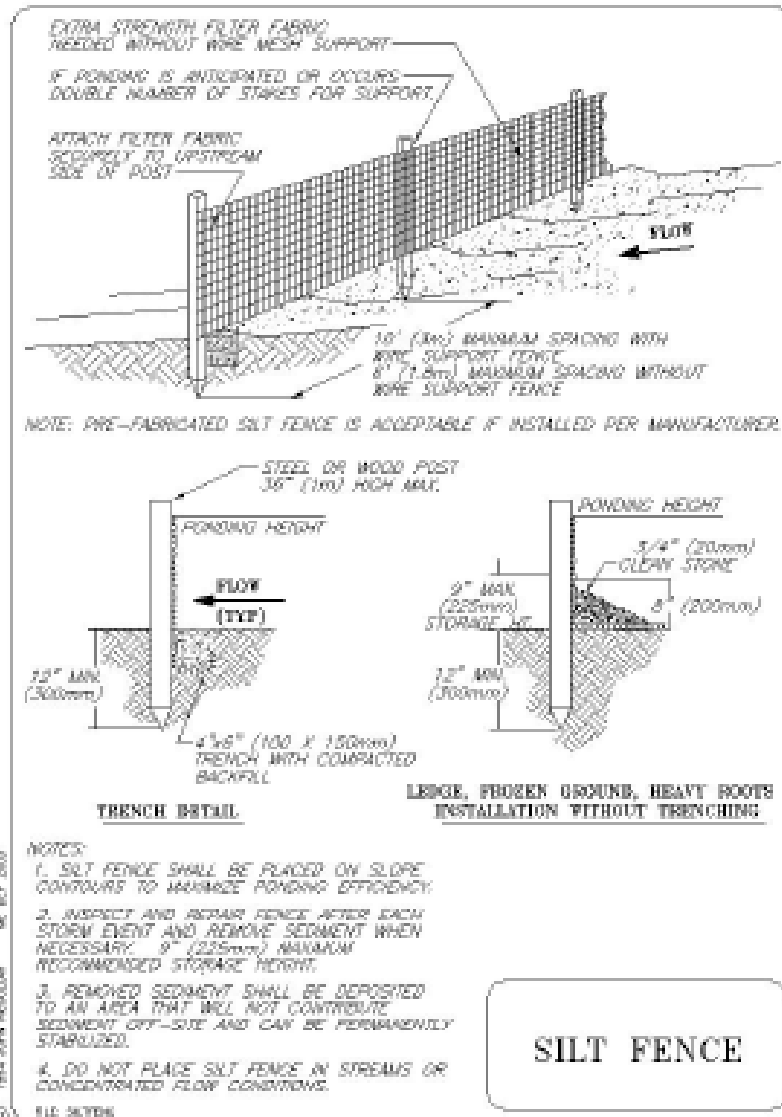 EXTRA STRENGTH FILTER FABRIC
NEEDED WITHOUT WIRE MESH SUPPORT
IF PONDING IS ANTICIPATED OR OCCURS
DOUBLE NUMBER OF STAKES FOR SUPPORT.
ATTACH FILTER FABRIC
SECURELY TO UPSTREAM
SIDE OF POST
FLOW
10' (3m) MAXIMUM SPACING WITH
WIRE SUPPORT FENCE
6' (1.8m) MAXIMUM SPACING WITHOUT
WIRE SUPPORT FENCE
NOTE: PRE-FABRICATED SILT FENCE IS ACCEPTABLE IF INSTALLED PER MANUFACTURER.
STEEL OR WOOD POST
36" (1m) HIGH MAX.
PONDING HEIGHT
FLOW
(TYP)
12" MIN.
(300mm)
4"x6" (100 X 150mm)
TRENCH WITH COMPACTED
BACKFILL
TRENCH DETAIL
PONDING HEIGHT
3/4" (20mm)
CLEAN STONE
9" MAX.
(225mm)
STORAGE HT.
8" (200mm)
12" MIN.
(300mm)
LEDGE, FROZEN GROUND, HEAVY ROOTS
INSTALLATION WITHOUT TRENCHING
NOTES:
1. SILT FENCE SHALL BE PLACED ON SLOPE
CONTOURS TO MAXIMIZE PONDING EFFICIENCY.
2. INSPECT AND REPAIR FENCE AFTER EACH
STORM EVENT AND REMOVE SEDIMENT WHEN
NECESSARY. 9" (225mm) MAXIMUM
RECOMMENDED STORAGE HEIGHT.
3. REMOVED SEDIMENT SHALL BE DEPOSITED
TO AN AREA THAT WILL NOT CONTRIBUTE
SEDIMENT OFF-SITE AND CAN BE PERMANENTLY
STABILIZED.
4. DO NOT PLACE SILT FENCE IN STREAMS OR
CONCENTRATED FLOW CONDITIONS.
SILT FENCE